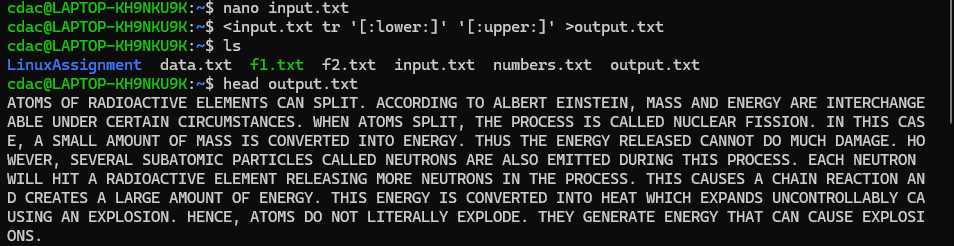 cdac@LAPTOP-KH9NKU9K:~$ nano input.txt
cdac@LAPTOP-KH9NKU9K:~$ <input.txt tr '[:lower:]' '[:upper:]' >output.txt
cdac@LAPTOP-KH9NKU9K:~$ ls
LinuxAssignment  data.txt  f1.txt  f2.txt  input.txt  numbers.txt  output.txt
cdac@LAPTOP-KH9NKU9K:~$ head output.txt
ATOMS OF RADIOACTIVE ELEMENTS CAN SPLIT. ACCORDING TO ALBERT EINSTEIN, MASS AND ENERGY ARE INTERCHANGE
ABLE UNDER CERTAIN CIRCUMSTANCES. WHEN ATOMS SPLIT, THE PROCESS IS CALLED NUCLEAR FISSION. IN THIS CAS
E, A SMALL AMOUNT OF MASS IS CONVERTED INTO ENERGY. THUS THE ENERGY RELEASED CANNOT DO MUCH DAMAGE. HO
WEVER, SEVERAL SUBATOMIC PARTICLES CALLED NEUTRONS ARE ALSO EMITTED DURING THIS PROCESS. EACH NEUTRON
WILL HIT A RADIOACTIVE ELEMENT RELEASING MORE NEUTRONS IN THE PROCESS. THIS CAUSES A CHAIN REACTION AN
D CREATES A LARGE AMOUNT OF ENERGY. THIS ENERGY IS CONVERTED INTO HEAT WHICH EXPANDS UNCONTROLLABLY CA
USING AN EXPLOSION. HENCE, ATOMS DO NOT LITERALLY EXPLODE. THEY GENERATE ENERGY THAT CAN CAUSE EXPLOSI
ONS.